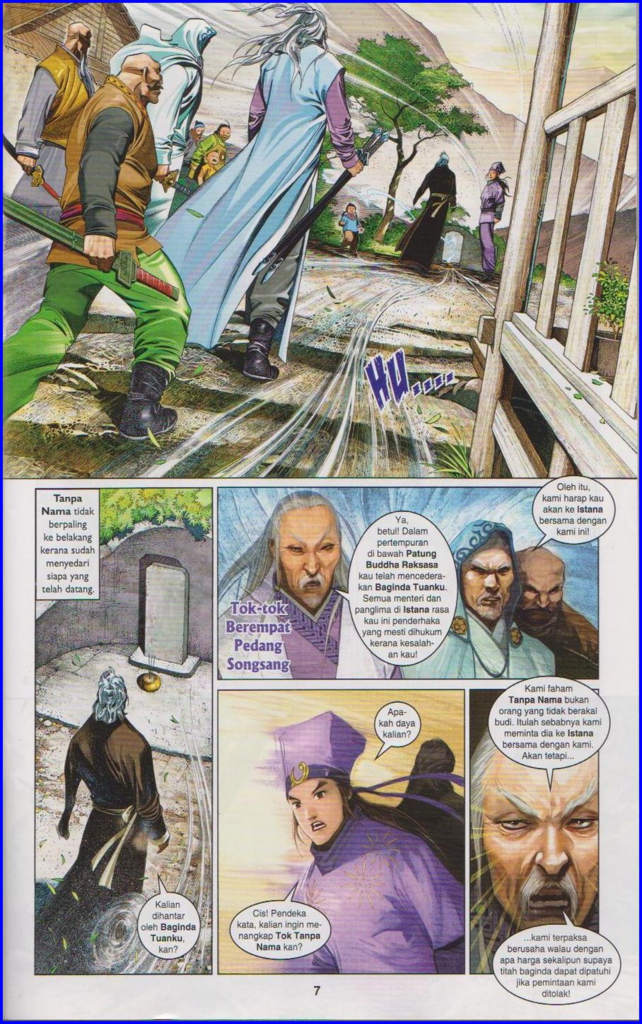 HU....
Tanpa
Nama tidak
berpaling
ke belakang
kerana sudah
menyedari
siapa yang
telah datang.
Kalian
dihantar
oleh Baginda
Tuanku,
kan?
Tok-tok
Berempat
Pedang
Songsang
Ya,
betul! Dalam
pertempuran
di bawah Patung
Buddha Raksasa
kau telah mencedera-
kan Baginda Tuanku.
Semua menteri dan
panglima di Istana rasa
kau ini penderhaka
yang mesti dihukum
kerana kesalah-
an kau!
Oleh itu,
kami harap kau
akan ke Istana
bersama dengan
kami ini!
Apa-
kah daya
kalian?
Cis! Pendeka
kata, kalian ingin me-
nangkap Tok Tanpa
Nama kan?
Kami faham
Tanpa Nama bukan
orang yang tidak berakal
budi. Itulah sebabnya kami
meminta dia ke Istana
bersama dengan kami.
Akan tetapi...
...kami terpaksa
berusaha walau dengan
apa harga sekalipun supaya
titah baginda dapat dipatuhi
jika pemintaan kami
ditolak!
7